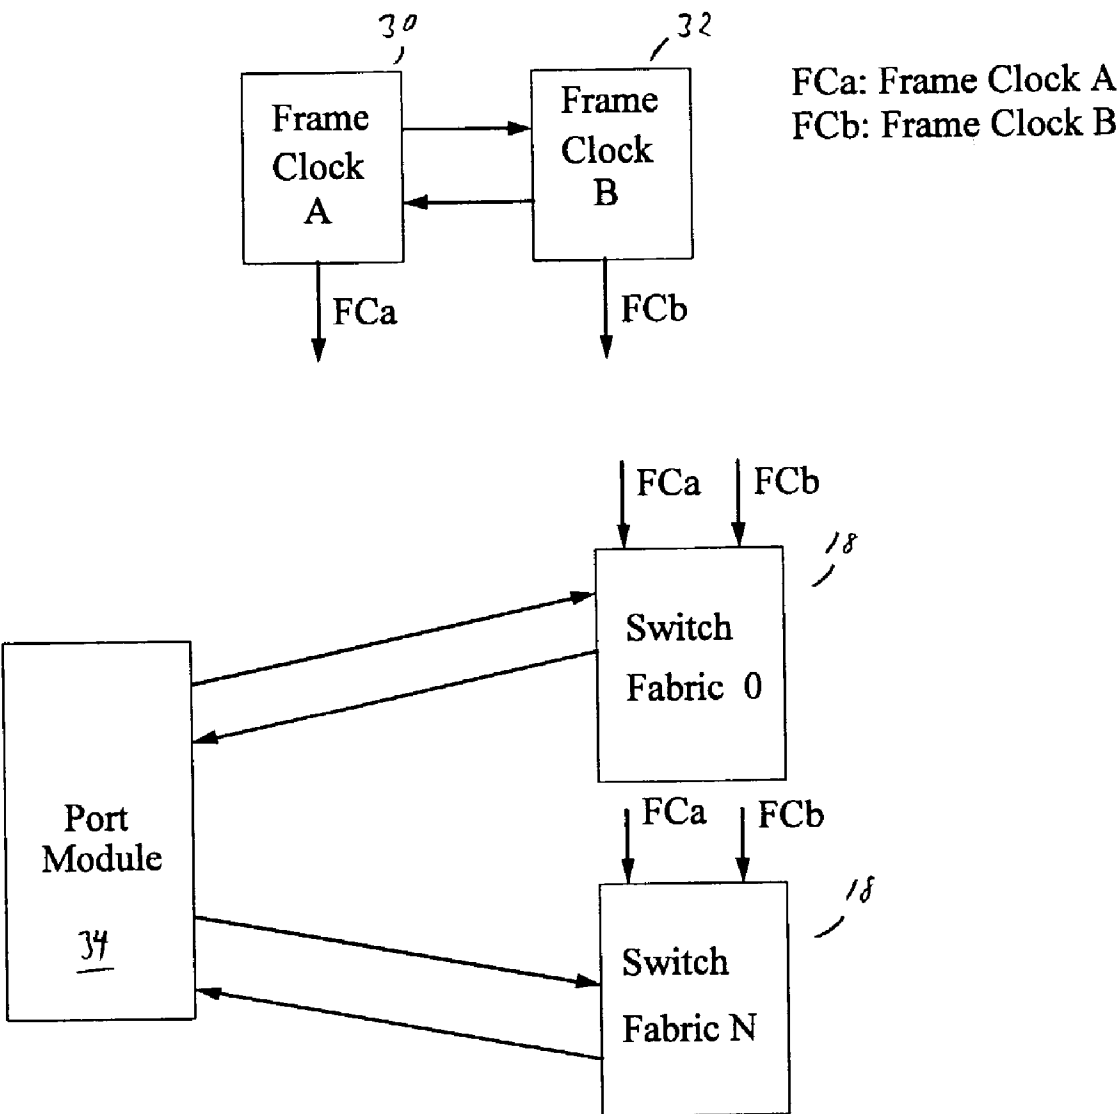 30
32
Frame
Clock
A
Frame
Clock
B
FCa: Frame Clock A
FCb: Frame Clock B
FCa
FCb
FCa
FCb
18
Switch
Fabric 0
Port
Module
34
FCa
FCb
18
Switch
Fabric N